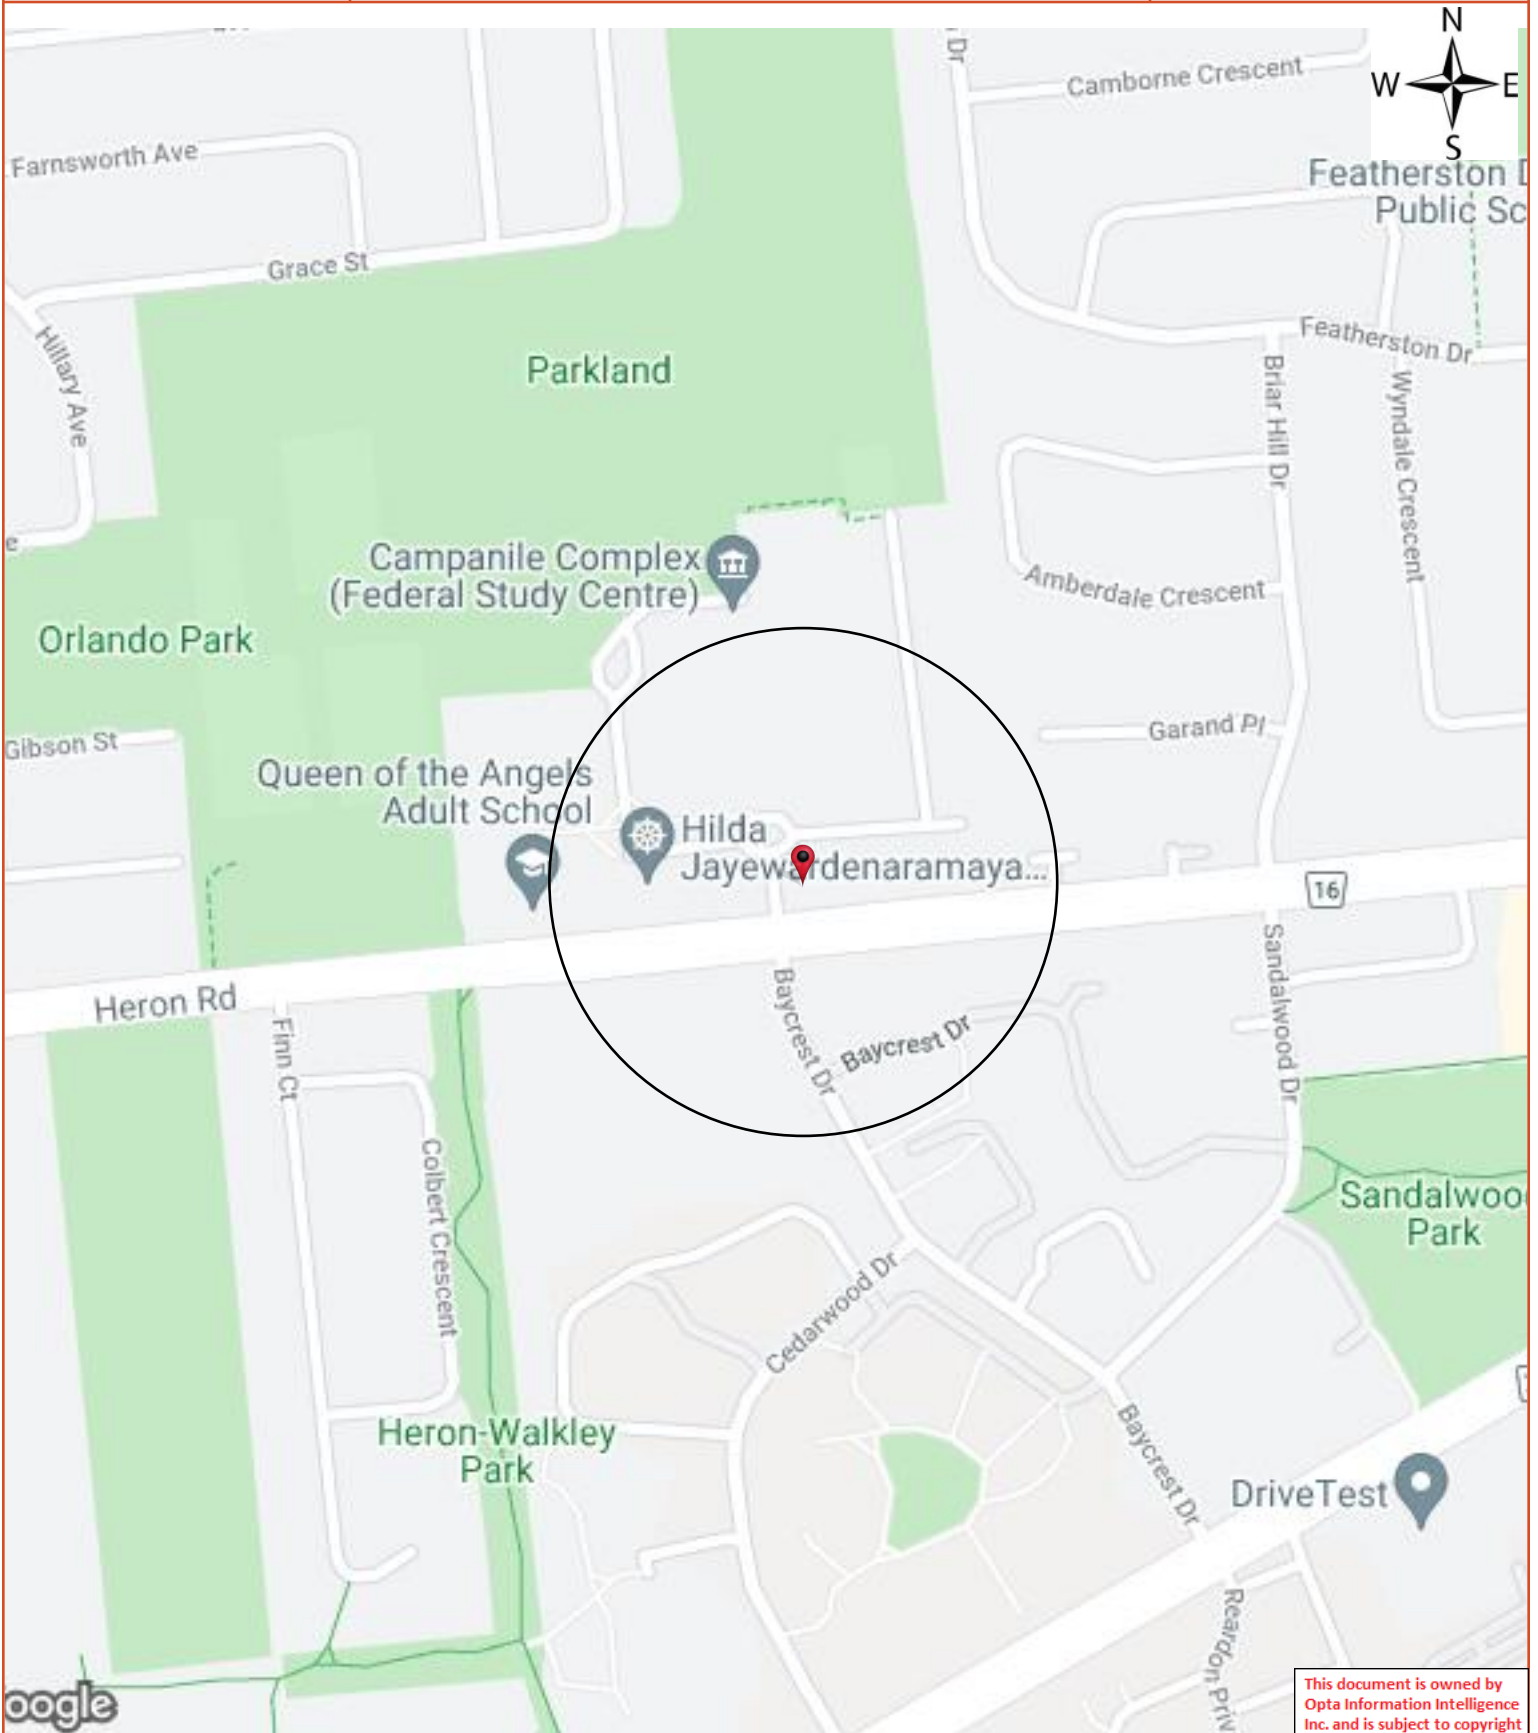 N
W E
S
Dr
Camborne Crescent
Farnsworth Ave
Featherston D
Public Sc
Grace St
Hillary Ave
Parkland
Featherston Dr
Briar Hill Dr
Wyndale Crescent
e
Campanile Complex
(Federal Study Centre)
Amberdale Crescent
Orlando Park
Gibson St
Garand Pl
Queen of the Angels
Adult School
Hilda
Jayewardenaramaya...
16
Heron Rd
Finn Ct
Baycrest Dr
Baycrest Dr
Sandalwood Dr
Colbert Crescent
Sandalwoo
Park
Cedarwood Dr
Heron-Walkley
Park
Baycrest Dr
DriveTest
Reardon Priv
oogle
This document is owned by
Opta Information Intelligence
Inc. and is subject to copyright